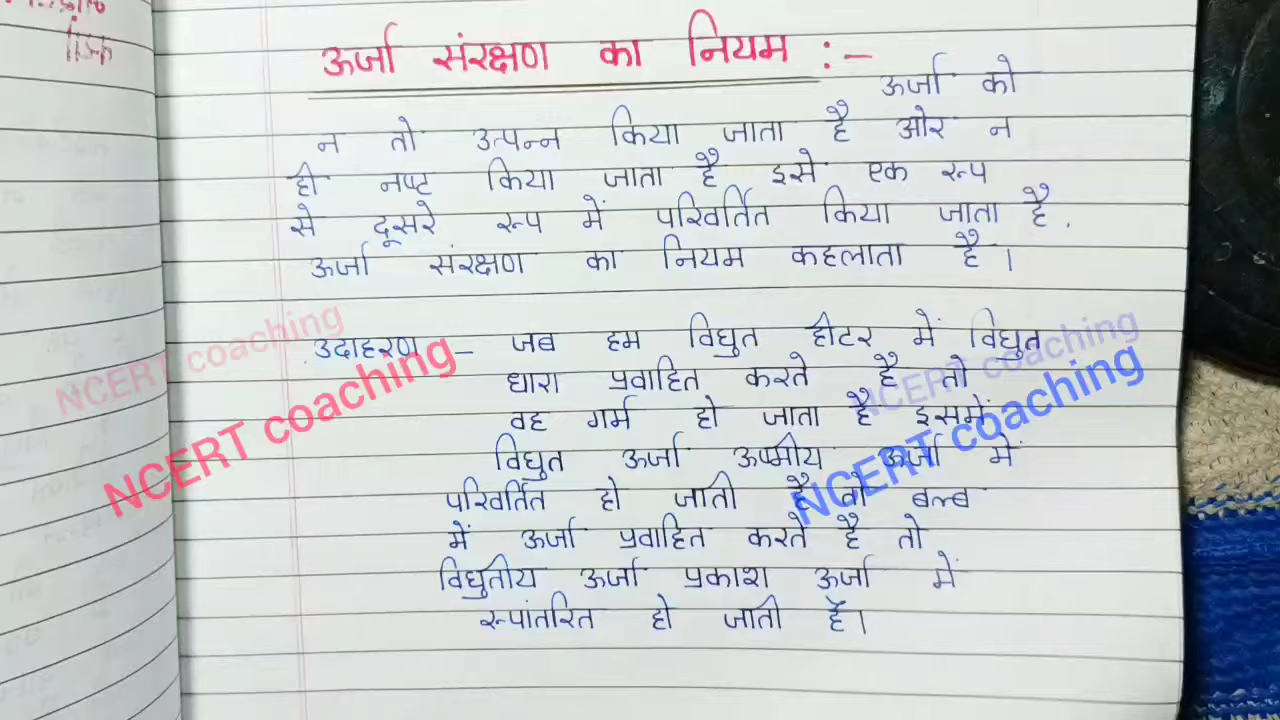 ऊर्जा संरक्षण का नियम :-
ऊर्जा को
न तो उत्पन्न किया जाता है और न
ही नष्ट किया जाता है इसे एक रूप
से दूसरे रूप में परिवर्तित किया जाता है.
ऊर्जा संरक्षण का नियम कहलाता है।
उदाहरण – जब हम विधुत हीटर में विधुत
धारा प्रवाहित करते है तो
वह गर्म हो जाता है इसमें
विधुत ऊर्जा ऊष्मीय ऊर्जा में
परिवर्तित हो जाती है तो बल्ब
में ऊर्जा प्रवाहित करते है तो
विधुतीय ऊर्जा प्रकाश ऊर्जा में
रूपांतरित हो जाती है।
NCERT coaching
NCERT coaching
NCERT coaching
NCERT coaching